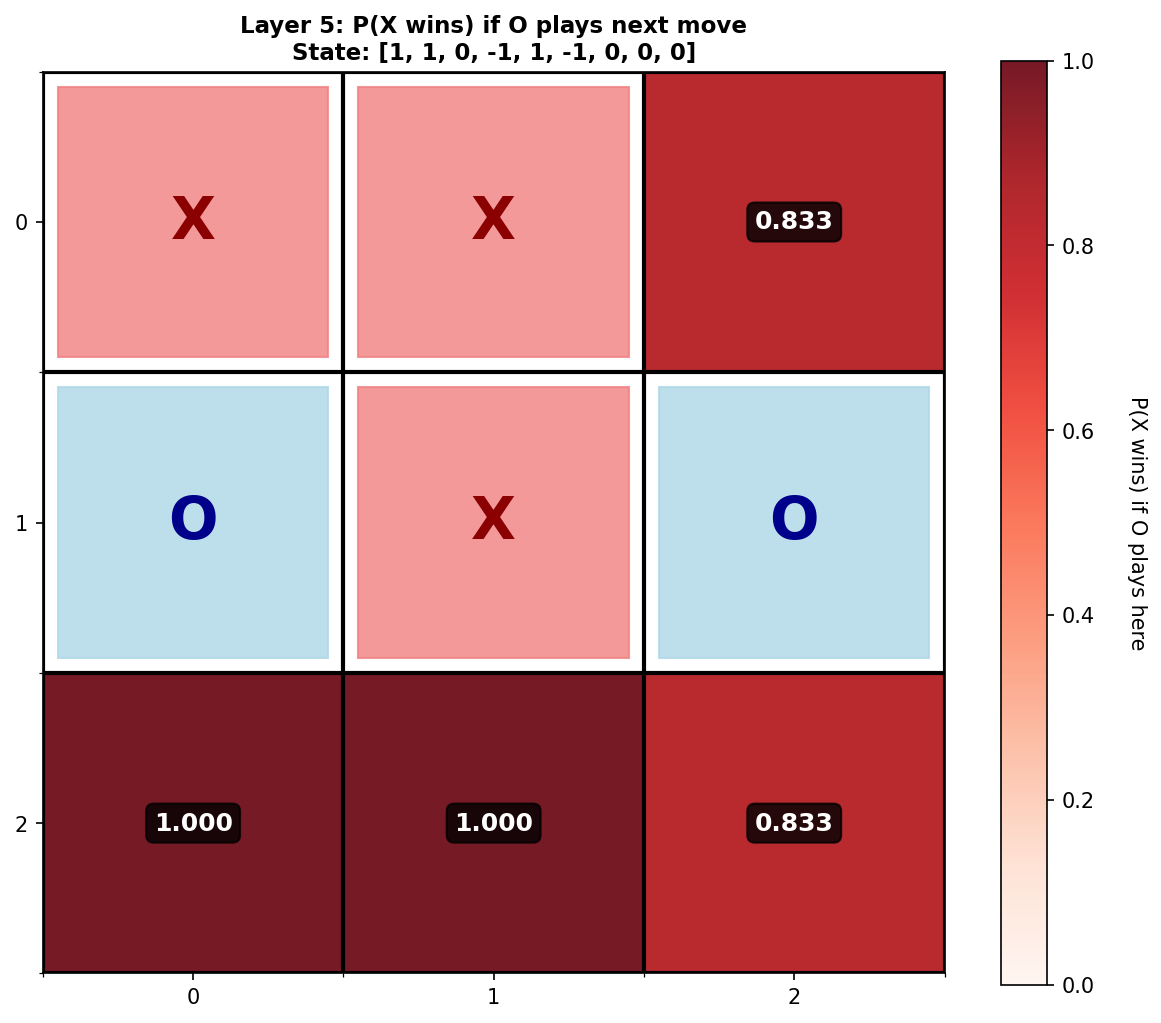 Layer 5: P(X wins) if O plays next move
State: [1, 1, 0, -1, 1, -1, 0, 0, 0]
X
X
0.833
O
X
O
1.000
1.000
0.833
0
1
2
0
1
2
1.0
0.8
0.6
0.4
0.2
0.0
P(X wins) if O plays here